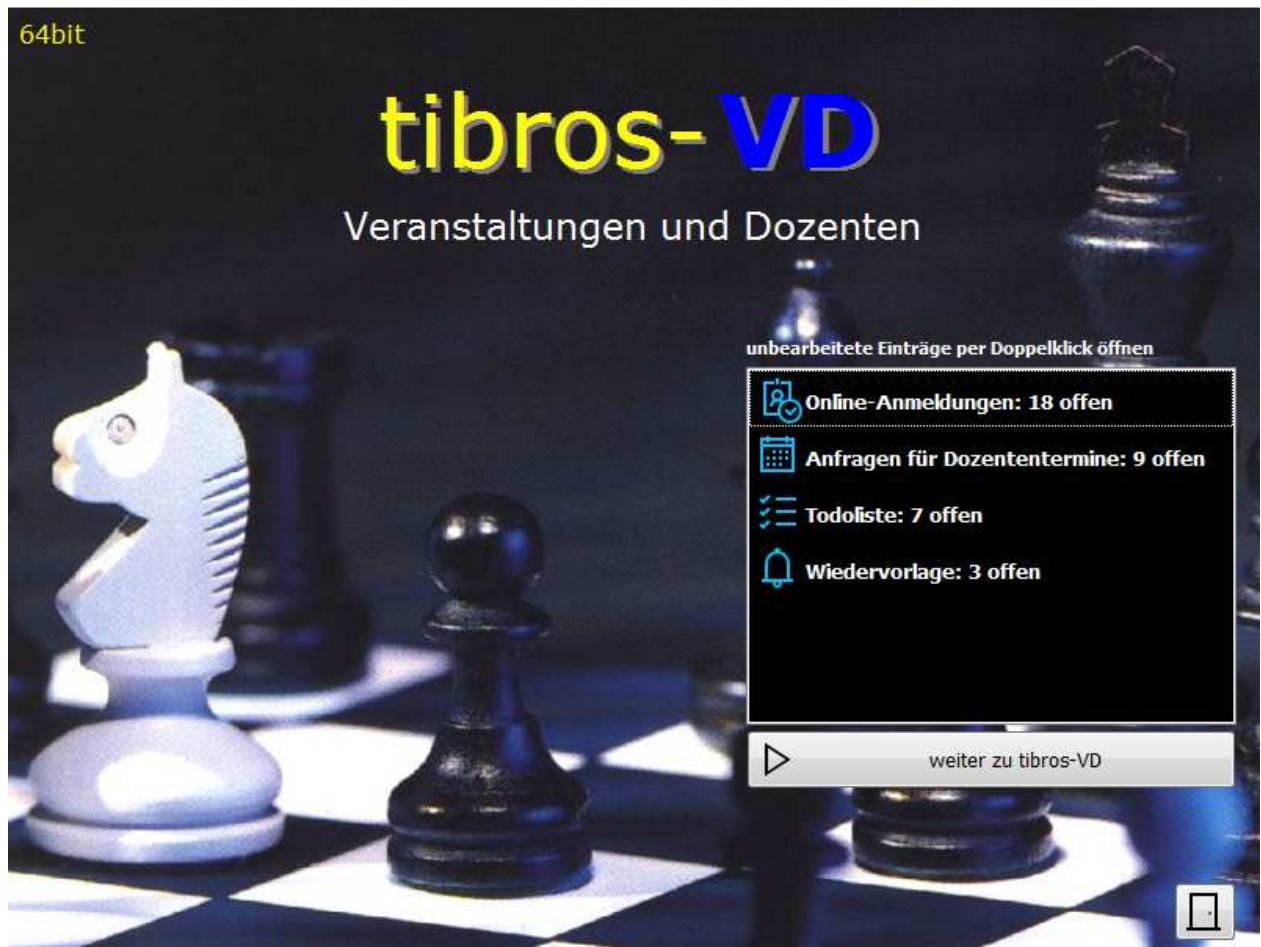 64bit
tibros-VD
Veranstaltungen und Dozenten
unbearbeitete Einträge per Doppelklick öffnen
Online-Anmeldungen: 18 offen
Anfragen für Dozententermine: 9 offen
Todoliste: 7 offen
Wiedervorlage: 3 offen
weiter zu tibros-VD